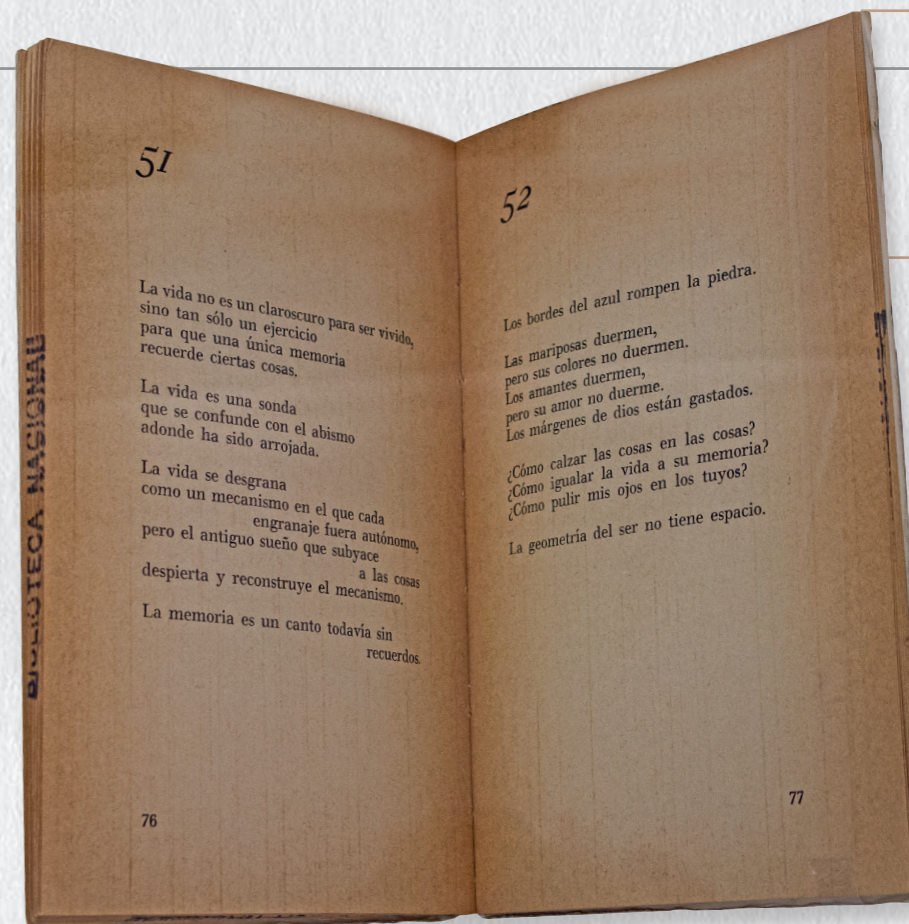 BIBLIOTECA NACIONAL
51
La vida no es un claroscuro para ser vivido,
sino tan sólo un ejercicio
para que una única memoria
recuerde ciertas cosas.
La vida es una sonda
que se confunde con el abismo
adonde ha sido arrojada.
La vida se desgrana
como un mecanismo en el que cada
engranaje fuera autónomo,
pero el antiguo sueño que subyace
a las cosas
despierta y reconstruye el mecanismo.
La memoria es un canto todavía sin
recuerdos.
76
52
Los bordes del azul rompen la piedra.
Las mariposas duermen,
pero sus colores no duermen.
Los amantes duermen,
pero su amor no duerme.
Los márgenes de dios están gastados.
¿Cómo calzar las cosas en las cosas?
¿Cómo igualar la vida a su memoria?
¿Cómo pulir mis ojos en los tuyos?
La geometría del ser no tiene espacio.
77